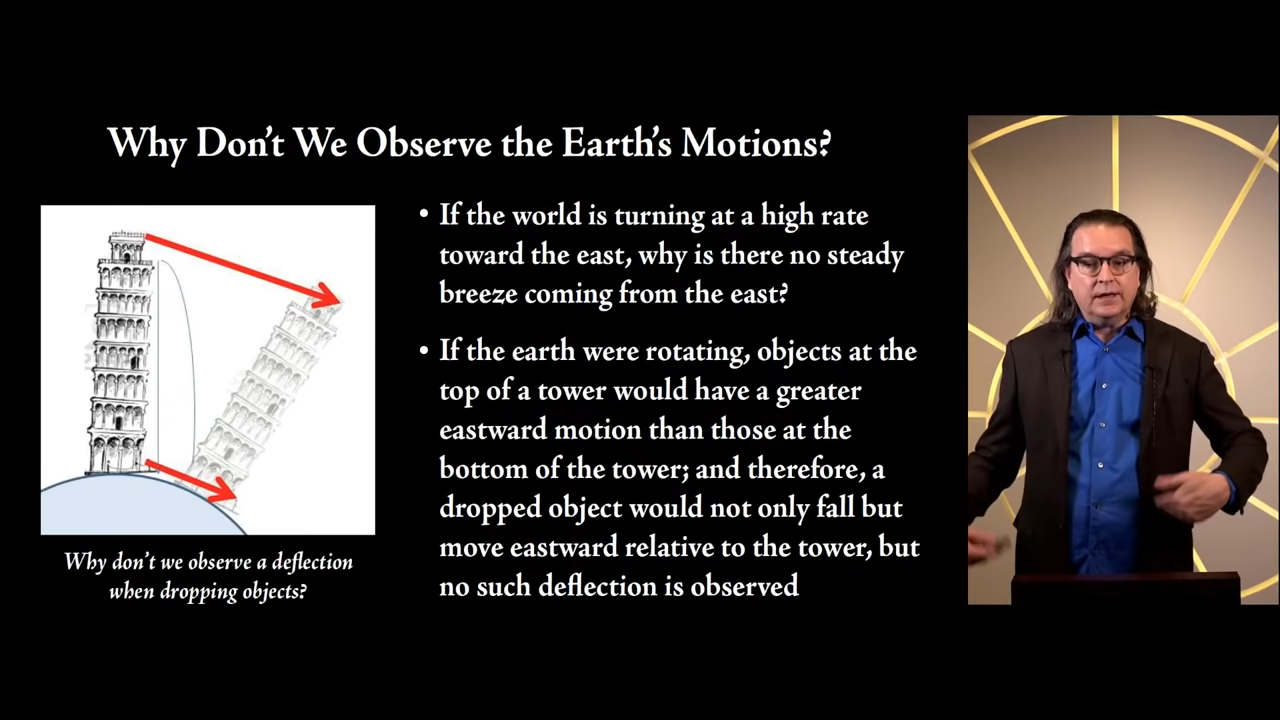 Why Don't We Observe the Earth's Motions?
• If the world is turning at a high rate
toward the east, why is there no steady
breeze coming from the east?
• If the earth were rotating, objects at the
top of a tower would have a greater
eastward motion than those at the
bottom of the tower; and therefore, a
dropped object would not only fall but
move eastward relative to the tower, but
no such deflection is observed
Why don't we observe a deflection
when dropping objects?